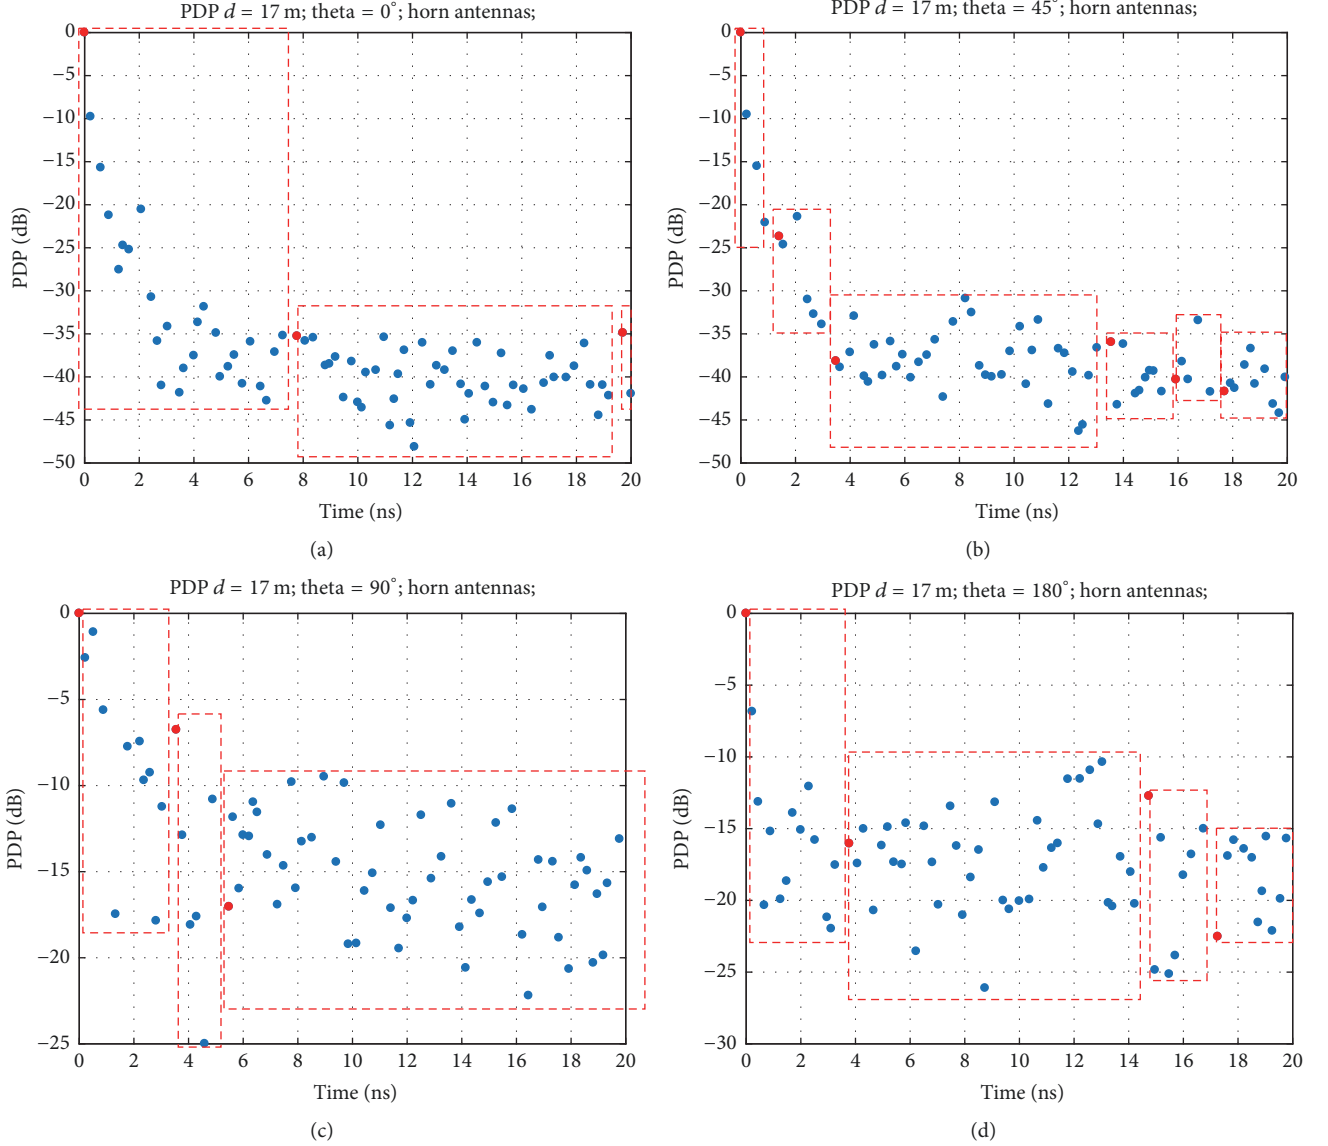 PDP d = 17 m; theta = 0°; horn antennas;
PDP d = 17 m; theta = 45°; horn antennas;
0
−5
−10
−15
−20
−25
−30
−35
−40
−45
−50
PDP (dB)
0 2 4 6 8 10 12 14 16 18 20
Time (ns)
(a)
0
−5
−10
−15
−20
−25
−30
−35
−40
−45
−50
PDP (dB)
0 2 4 6 8 10 12 14 16 18 20
Time (ns)
(b)
PDP d = 17 m; theta = 90°; horn antennas;
PDP d = 17 m; theta = 180°; horn antennas;
0
−5
−10
−15
−20
−25
PDP (dB)
0 2 4 6 8 10 12 14 16 18 20
Time (ns)
(c)
0
−5
−10
−15
−20
−25
−30
PDP (dB)
0 2 4 6 8 10 12 14 16 18 20
Time (ns)
(d)